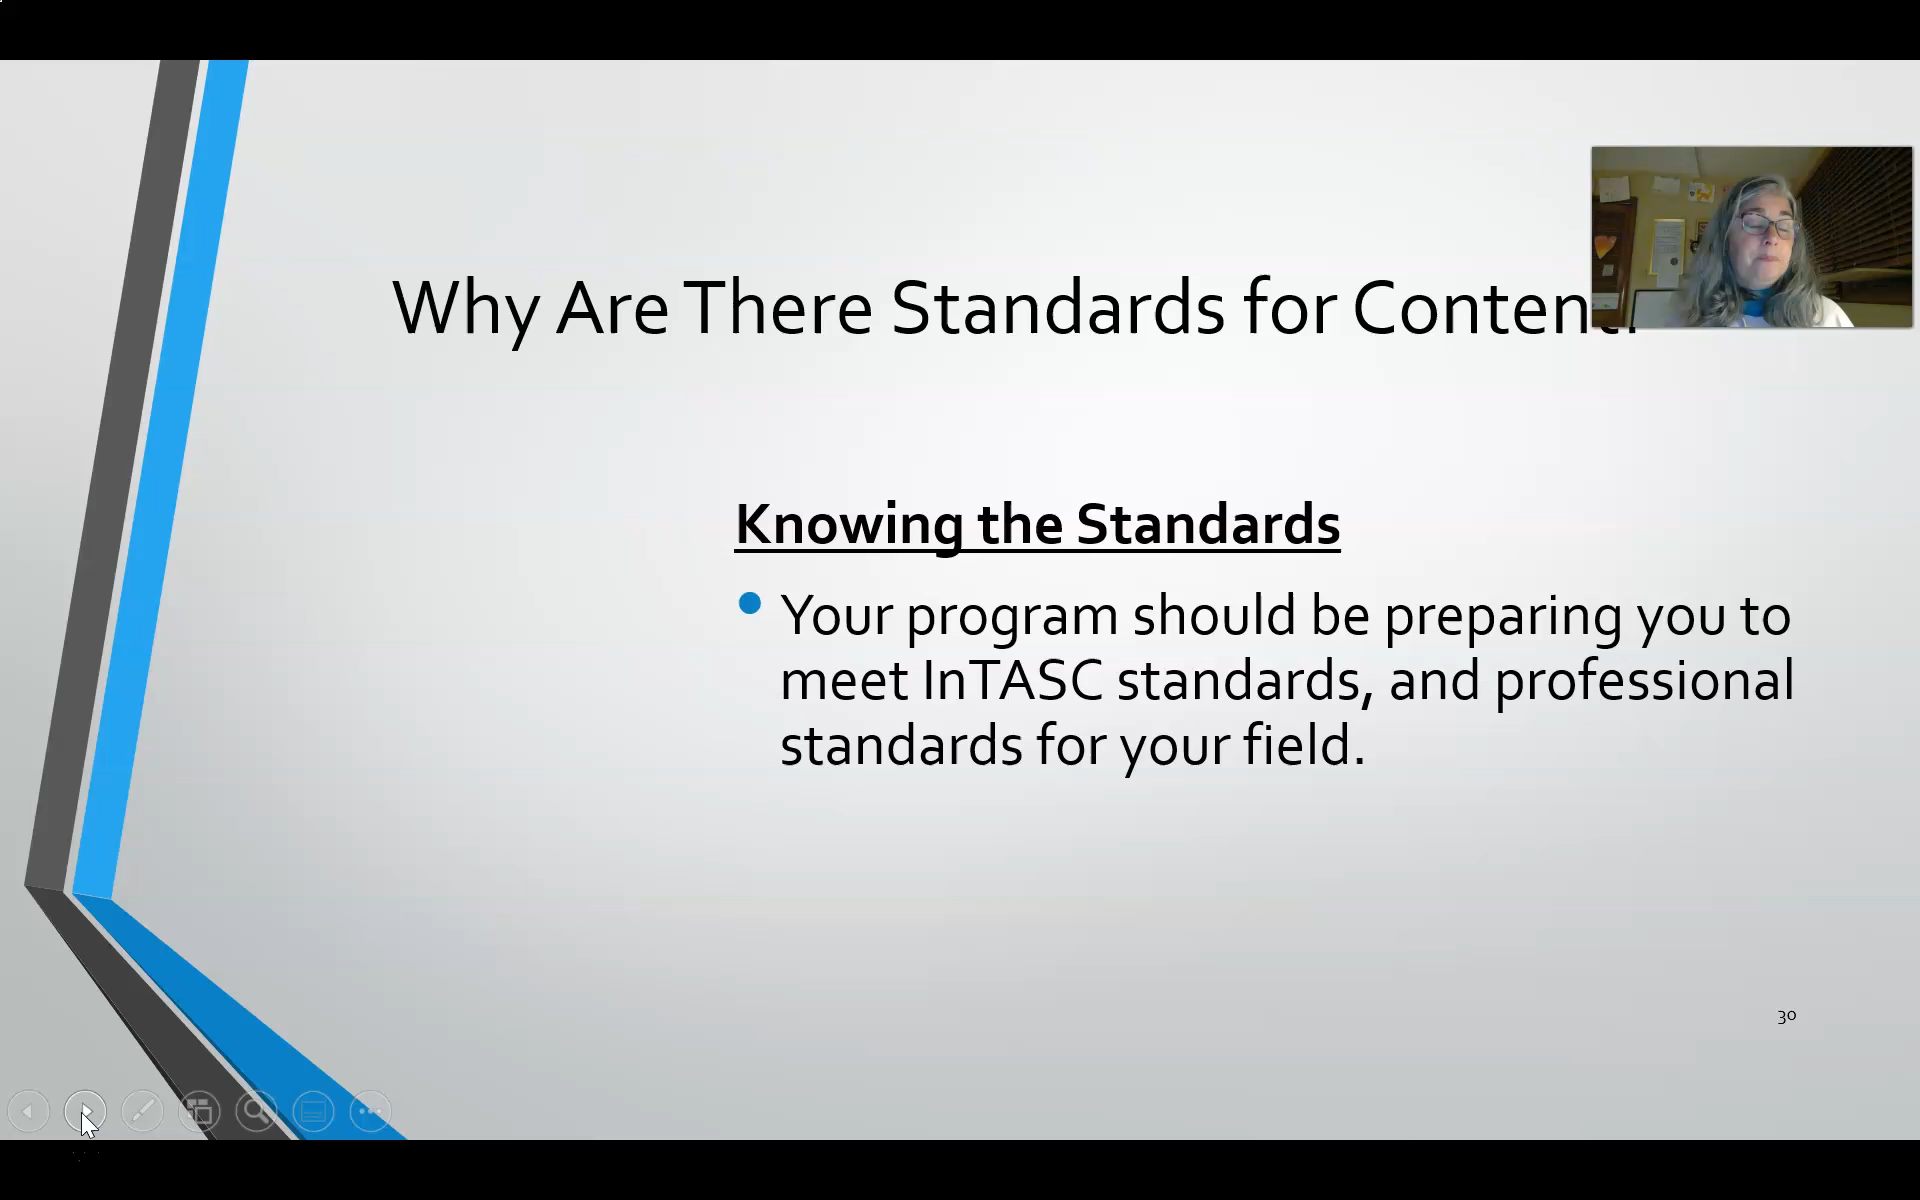 Why Are There Standards for Content
Knowing the Standards
• Your program should be preparing you to
meet InTASC standards, and professional
standards for your field.
30